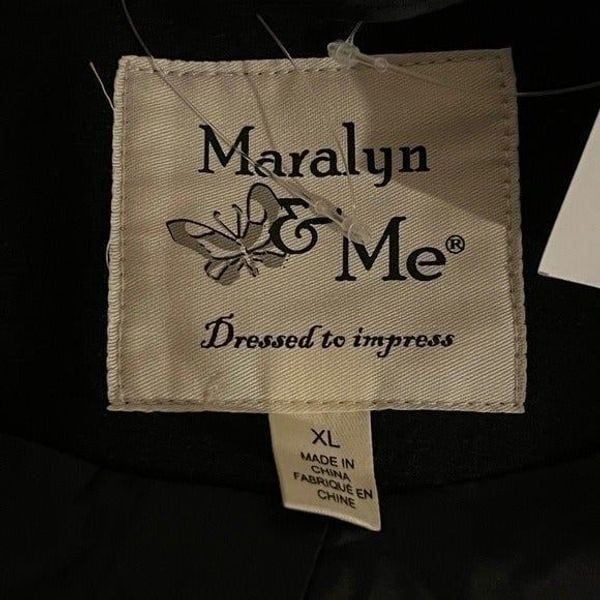 Maralyn
& Me®
Dressed to impress
XL
MADE IN
CHINA
FABRIQUÉ EN
CHINE